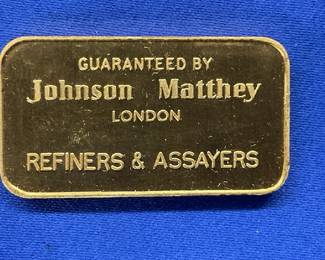 GUARANTEED BY
Johnson Matthey
LONDON
REFINERS & ASSAYERS